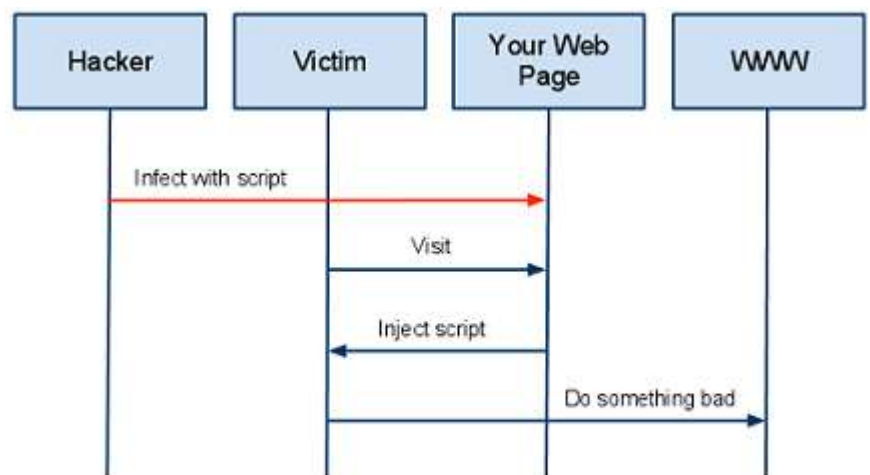 Hacker
Victim
Your Web
Page
WWW
Infect with script
Visit
Inject script
Do something bad